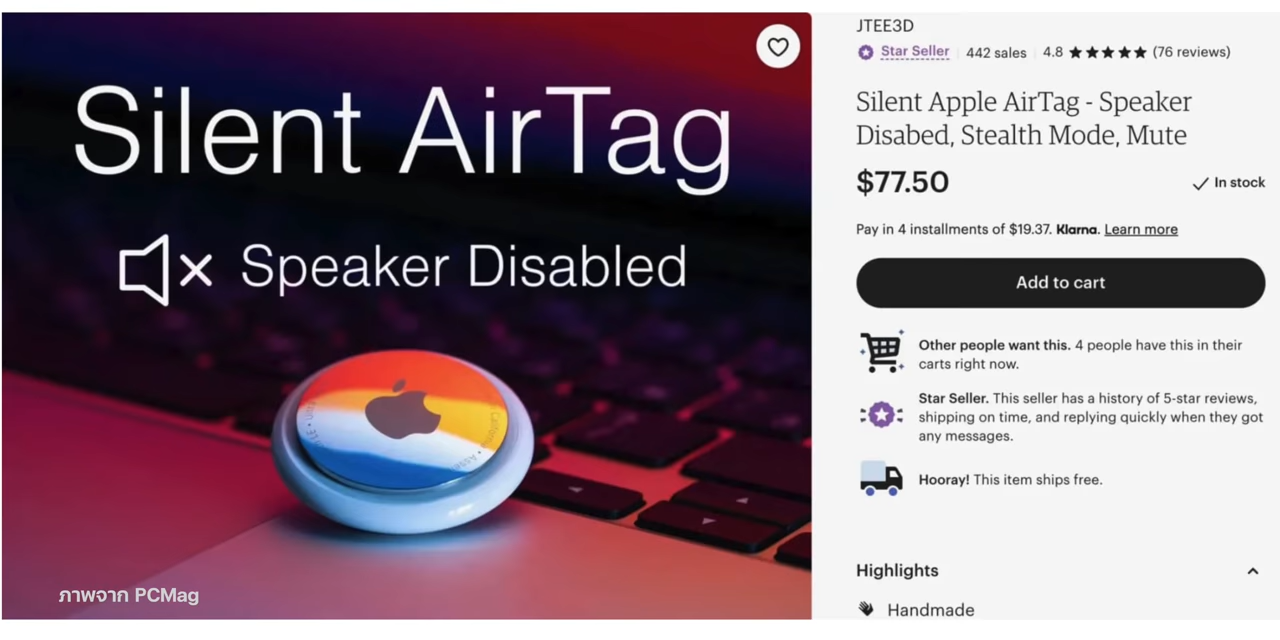 Silent AirTag
Speaker Disabled
ภาพจาก PCMag
JTEE3D
Star Seller 442 sales 4.8 ★★★★★ (76 reviews)
Silent Apple AirTag - Speaker
Disabed, Stealth Mode, Mute
$77.50
In stock
Pay in 4 installments of $19.37. Klarna. Learn more
Add to cart
Other people want this. 4 people have this in their
carts right now.
Star Seller. This seller has a history of 5-star reviews,
shipping on time, and replying quickly when they got
any messages.
Hooray! This item ships free.
Highlights
Handmade